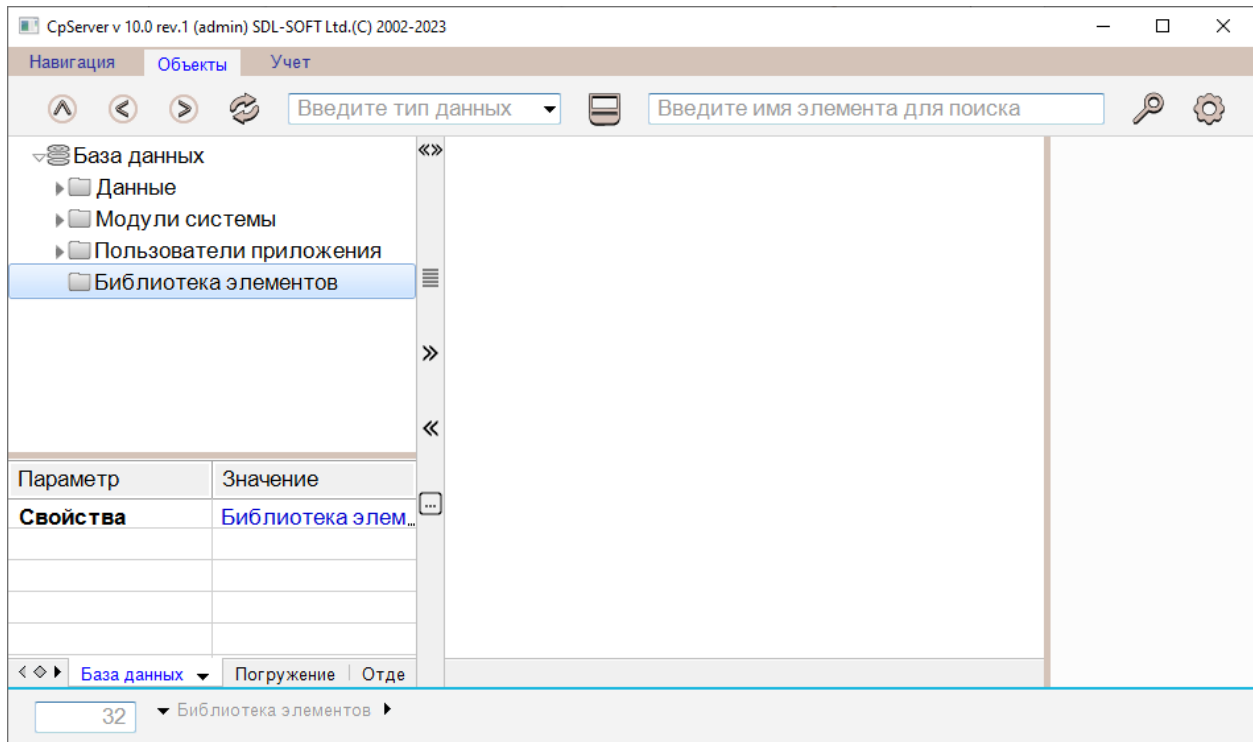 CpServer v 10.0 rev.1 (admin) SDL-SOFT Ltd.(C) 2002-2023
Навигация Объекты Учет
Введите тип данных Введите имя элемента для поиска
База данных
Данные
Модули системы
Пользователи приложения
Библиотека элементов
Параметр Значение
Свойства Библиотека элем...
База данных Погружение Отде
32 Библиотека элементов